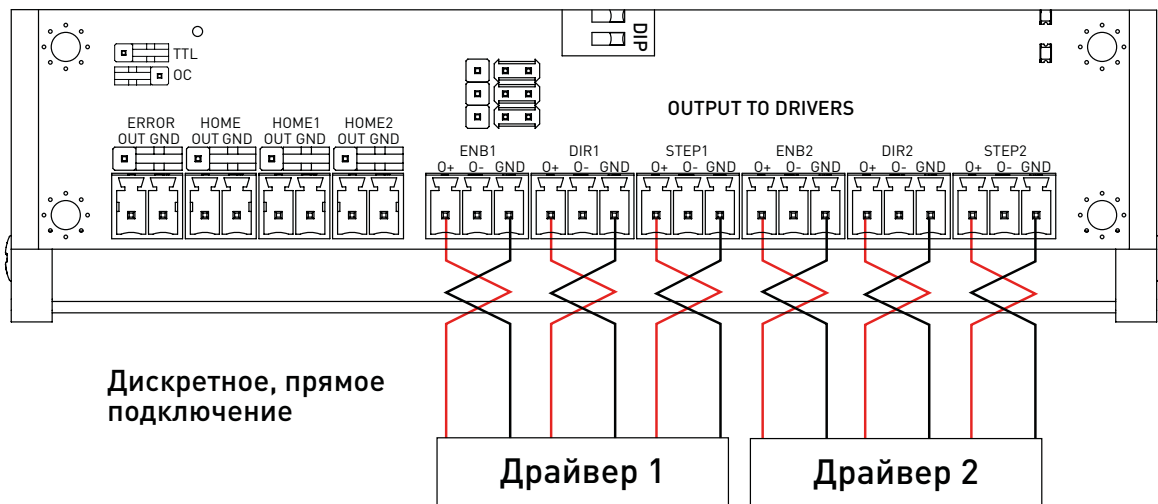 DIP
TTL
OC
OUTPUT TO DRIVERS
ERROR HOME HOME1 HOME2
OUT GND OUT GND OUT GND OUT GND
ENB1 DIR1 STEP1 ENB2 DIR2 STEP2
O+ O- GND O+ O- GND O+ O- GND O+ O- GND O+ O- GND O+ O- GND
Дискретное, прямое
подключение
Драйвер 1 Драйвер 2